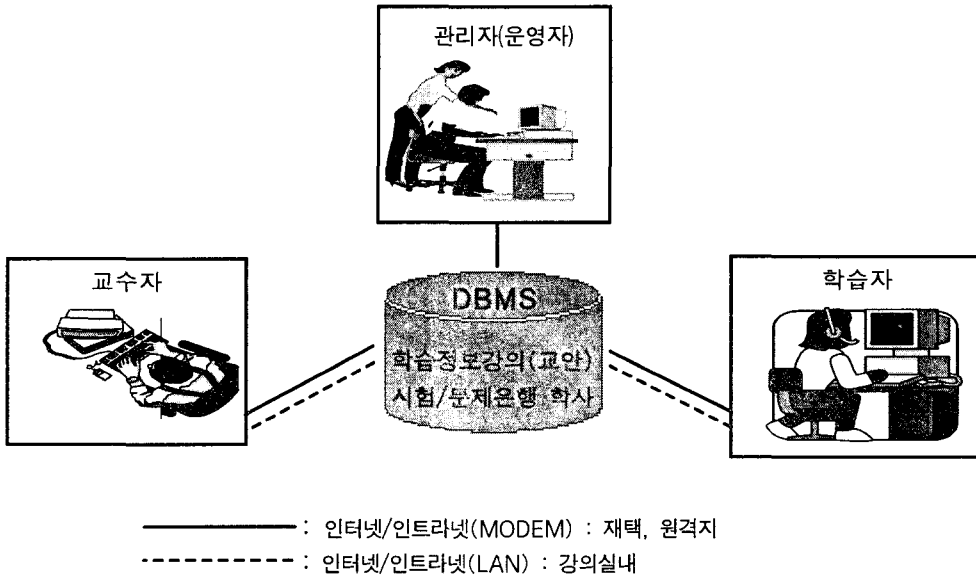 관리자(운영자)
교수자
학습자
DBMS
학습정보강의(교안)
시험/문제은행 학사
: 인터넷/인트라넷(MODEM) : 재택, 원격지
: 인터넷/인트라넷(LAN) : 강의실내